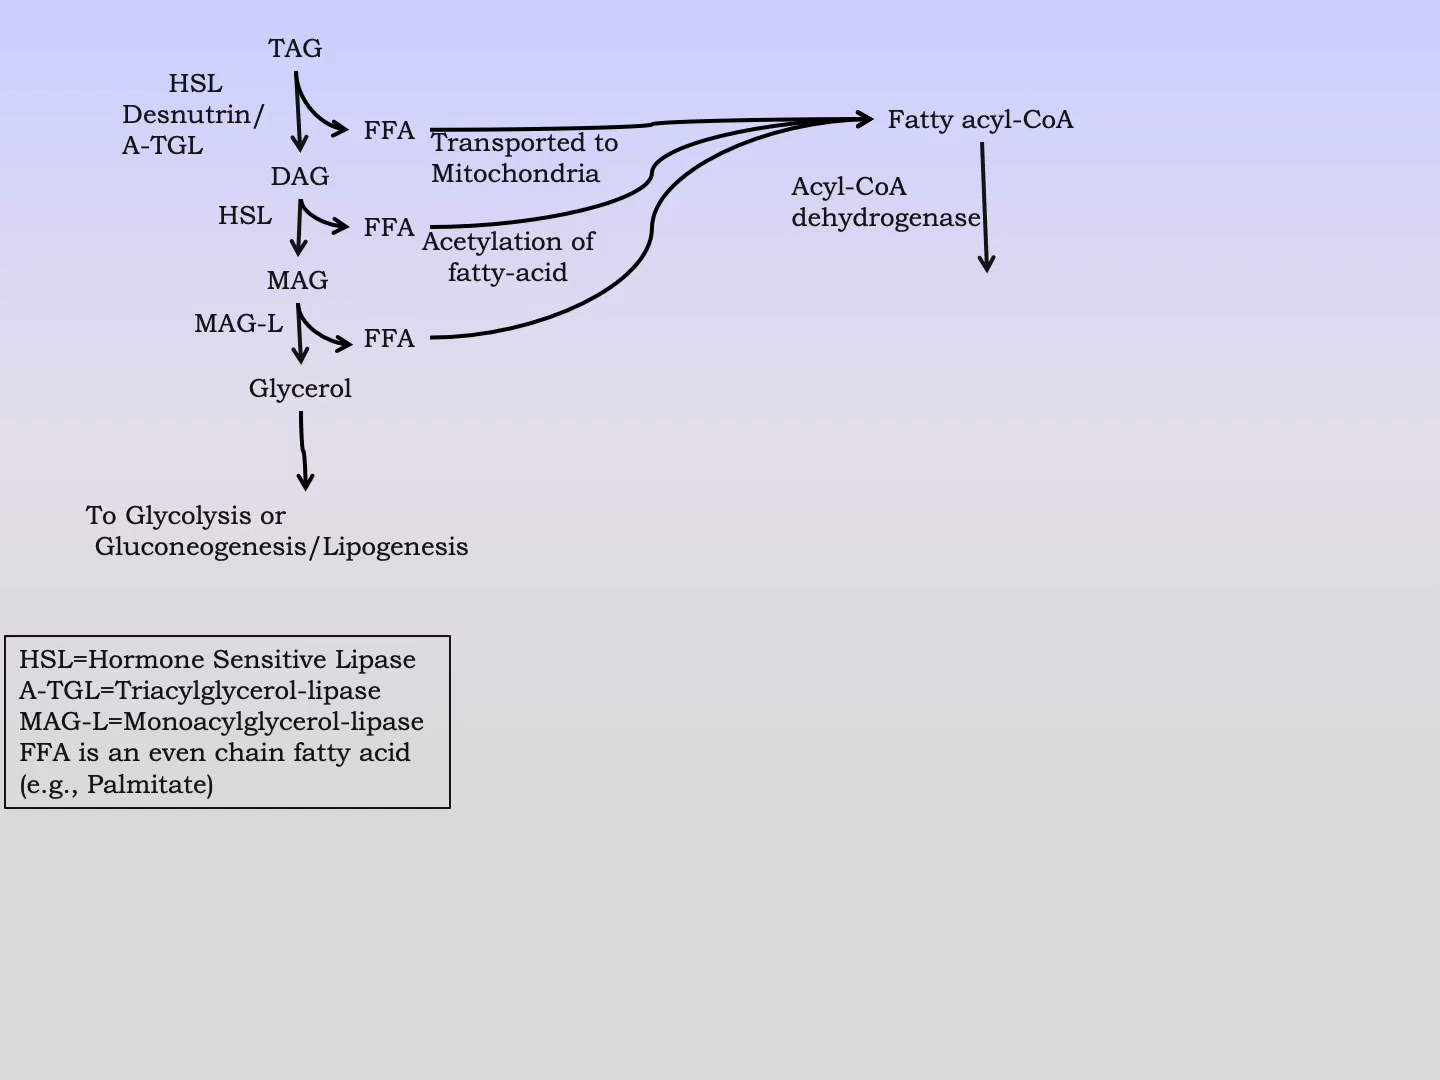 TAG
HSL
Desnutrin/
A-TGL
FFA
Transported to
Mitochondria
Fatty acyl-CoA
DAG
HSL
FFA
Acetylation of
fatty-acid
Acyl-CoA
dehydrogenase
MAG
MAG-L
FFA
Glycerol
To Glycolysis or
Gluconeogenesis/Lipogenesis
HSL=Hormone Sensitive Lipase
A-TGL=Triacylglycerol-lipase
MAG-L=Monoacylglycerol-lipase
FFA is an even chain fatty acid
(e.g., Palmitate)